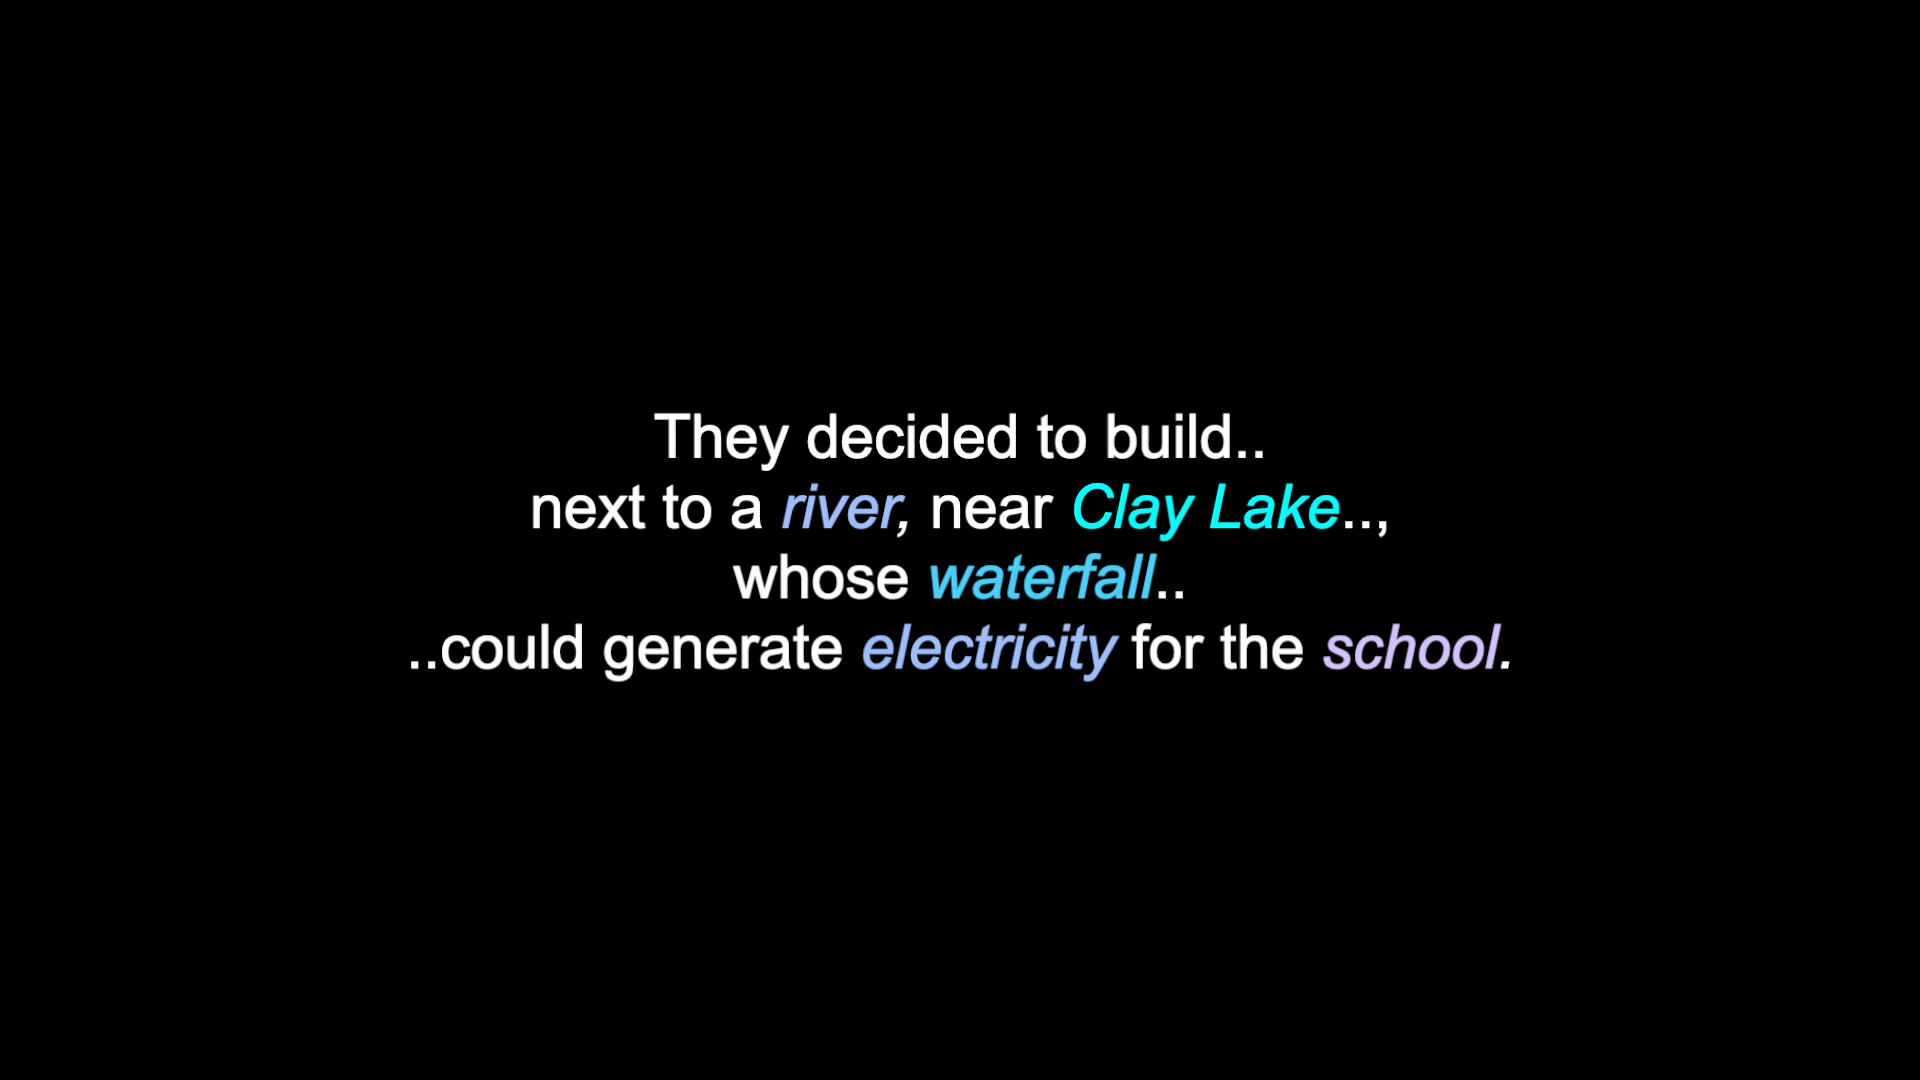 They decided to build..
next to a river, near Clay Lake..,
whose waterfall..
..could generate electricity for the school.